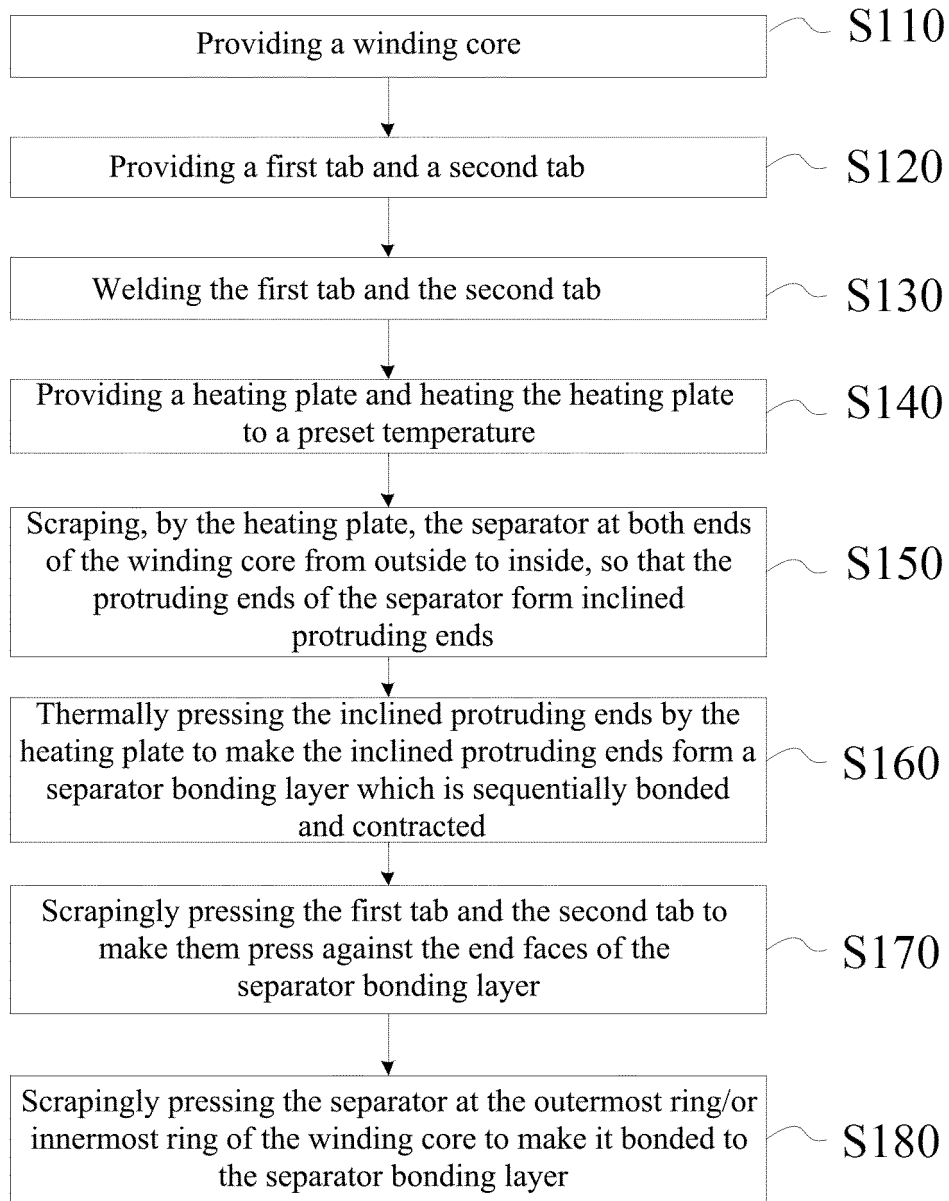 Providing a winding core
S110
Providing a first tab and a second tab
S120
Welding the first tab and the second tab
S130
Providing a heating plate and heating the heating plate
to a preset temperature
S140
Scraping, by the heating plate, the separator at both ends
of the winding core from outside to inside, so that the
protruding ends of the separator form inclined
protruding ends
S150
Thermally pressing the inclined protruding ends by the
heating plate to make the inclined protruding ends form a
separator bonding layer which is sequentially bonded
and contracted
S160
Scrapingly pressing the first tab and the second tab to
make them press against the end faces of the
separator bonding layer
S170
Scrapingly pressing the separator at the outermost ring/or
innermost ring of the winding core to make it bonded to
the separator bonding layer
S180